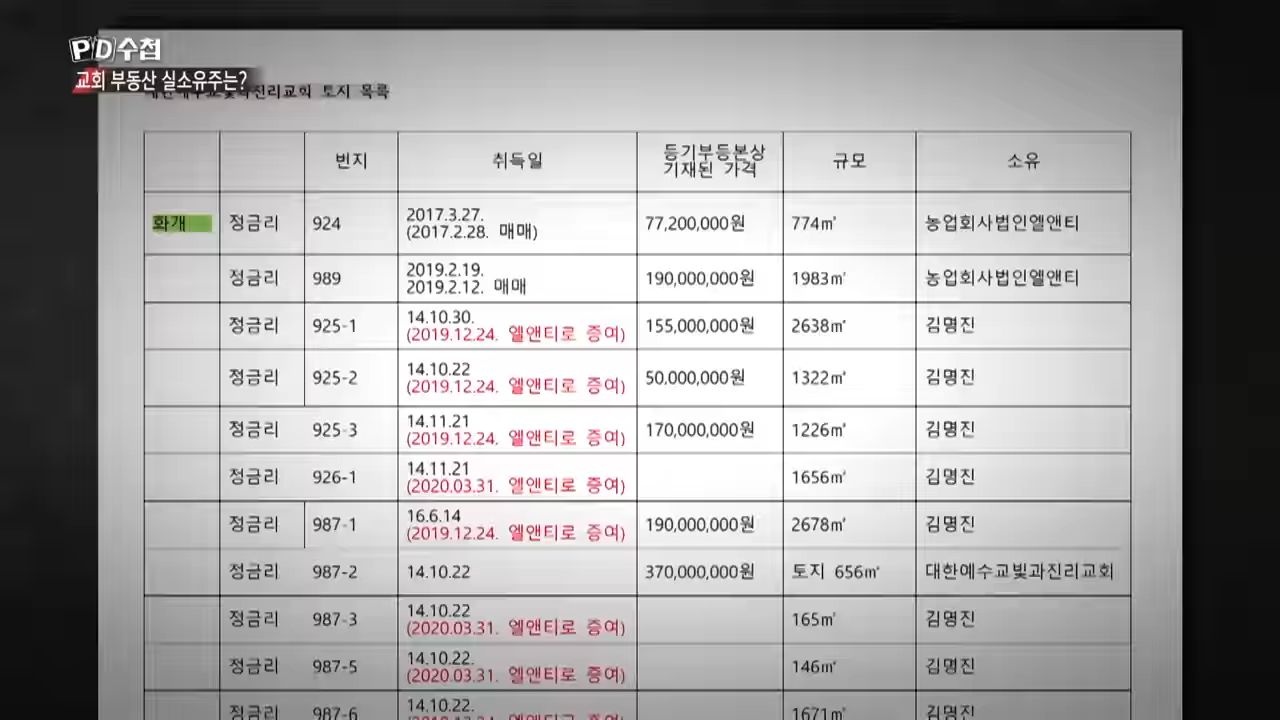 PD수첩
교회 부동산 실소유주는?
진리교회 토지 목록
번지 취득일 등기부등본상 기재된 가격 규모 소유
화개 정금리 924 2017.3.27. (2017.2.28. 매매) 77,200,000원 774㎡ 농업회사법인엘앤티
정금리 989 2019.2.19. 2019.2.12. 매매 190,000,000원 1983㎡ 농업회사법인엘앤티
정금리 925-1 14.10.30. (2019.12.24. 엘앤티로 증여) 155,000,000원 2638㎡ 김명진
정금리 925-2 14.10.22 (2019.12.24. 엘앤티로 증여) 50.000,000원 1322㎡ 김명진
정금리 925-3 14.11.21 (2019.12.24. 엘앤티로 증여) 170,000,000원 1226㎡ 김명진
정금리 926-1 14.11.21 (2020.03.31. 엘앤티로 증여) 1656㎡ 김명진
정금리 987-1 16.6.14 (2019.12.24. 엘앤티로 증여) 190,000,000원 2678㎡ 김명진
정금리 987-2 14.10.22 370,000,000원 토지 656㎡ 대한예수교빛과진리교회
정금리 987-3 14.10.22 (2020.03.31. 엘앤티로 증여) 165㎡ 김명진
정금리 987-5 14.10.22. (2020.03.31. 엘앤티로 증여) 146㎡ 김명진
정금리 987-6 14.10.22. 1671㎡ 김명진